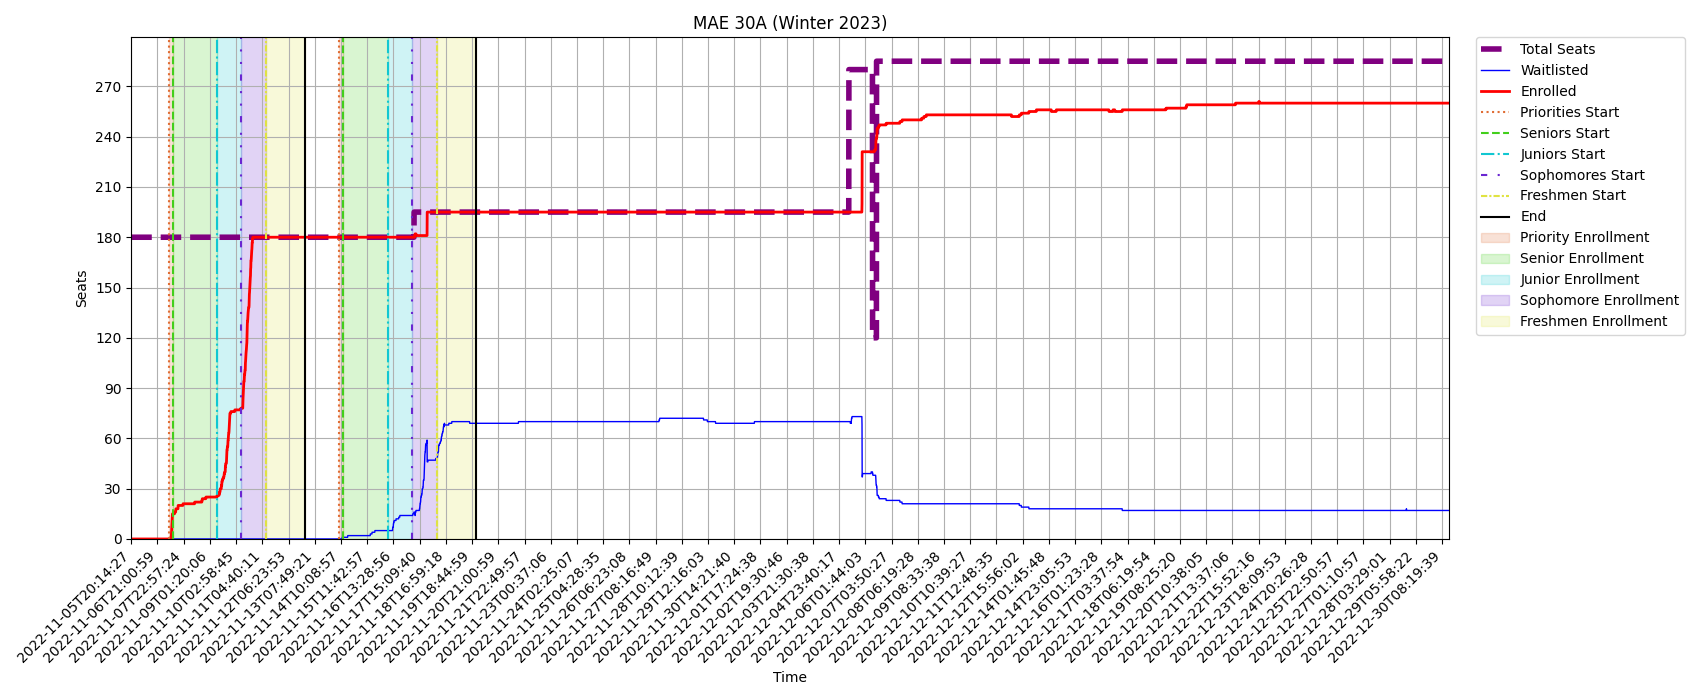 MAE 30A (Winter 2023)
Seats
270
240
210
180
150
120
90
60
30
0
2022-11-05T20:14:27
2022-11-06T21:00:59
2022-11-07T22:57:24
2022-11-09T01:20:06
2022-11-10T02:58:45
2022-11-11T04:40:11
2022-11-12T06:23:53
2022-11-13T07:49:21
2022-11-14T10:08:57
2022-11-15T11:42:57
2022-11-16T13:28:56
2022-11-17T15:09:40
2022-11-18T16:59:18
2022-11-19T18:44:59
2022-11-20T21:00:59
2022-11-21T22:49:57
2022-11-23T00:37:06
2022-11-24T02:25:07
2022-11-25T04:28:35
2022-11-26T06:23:08
2022-11-27T08:16:49
2022-11-28T10:12:39
2022-11-29T12:16:03
2022-11-30T14:21:40
2022-12-01T17:24:38
2022-12-02T19:30:46
2022-12-03T21:30:38
2022-12-04T23:40:17
2022-12-06T01:44:03
2022-12-07T03:50:27
2022-12-08T06:19:28
2022-12-09T08:33:38
2022-12-10T10:39:27
2022-12-11T12:48:35
2022-12-12T15:56:02
2022-12-14T01:45:48
2022-12-14T23:05:53
2022-12-16T01:23:28
2022-12-17T03:37:54
2022-12-18T06:19:54
2022-12-19T08:25:20
2022-12-20T10:38:05
2022-12-21T13:37:06
2022-12-22T15:52:16
2022-12-23T18:09:53
2022-12-24T20:26:28
2022-12-25T22:50:57
2022-12-27T01:10:57
2022-12-28T03:29:01
2022-12-29T05:58:22
2022-12-30T08:19:39
Time
Total Seats
Waitlisted
Enrolled
Priorities Start
Seniors Start
Juniors Start
Sophomores Start
Freshmen Start
End
Priority Enrollment
Senior Enrollment
Junior Enrollment
Sophomore Enrollment
Freshmen Enrollment